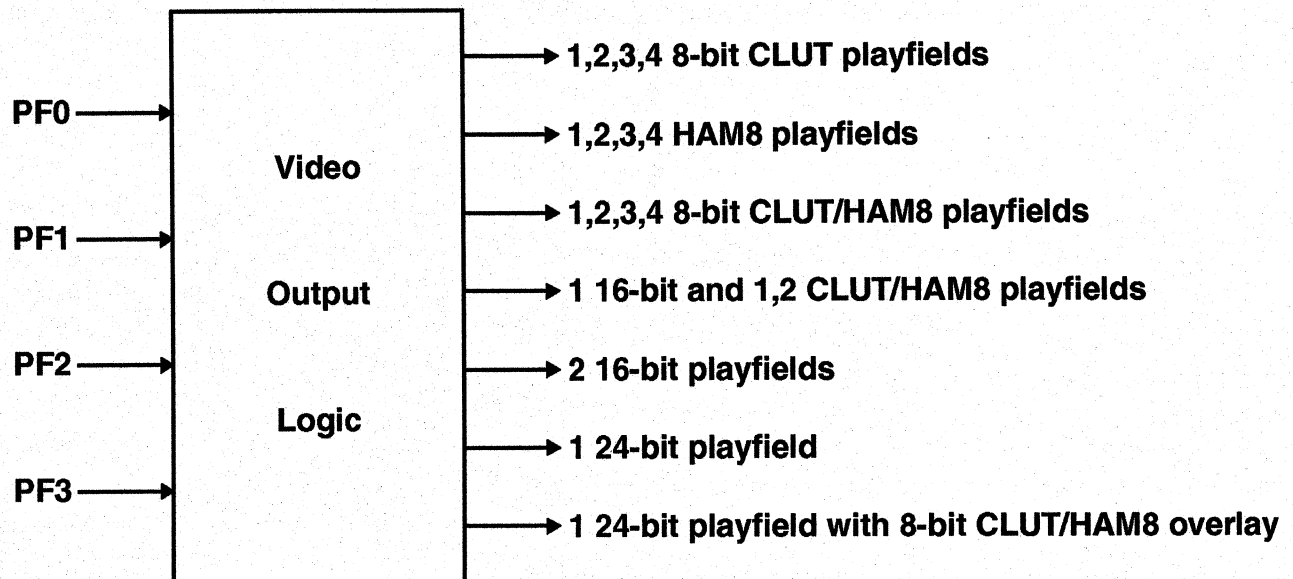 PF0
PF1
PF2
PF3
Video
Output
Logic
1,2,3,4 8-bit CLUT playfields
1,2,3,4 HAM8 playfields
1,2,3,4 8-bit CLUT/HAM8 playfields
1 16-bit and 1,2 CLUT/HAM8 playfields
2 16-bit playfields
1 24-bit playfield
1 24-bit playfield with 8-bit CLUT/HAM8 overlay